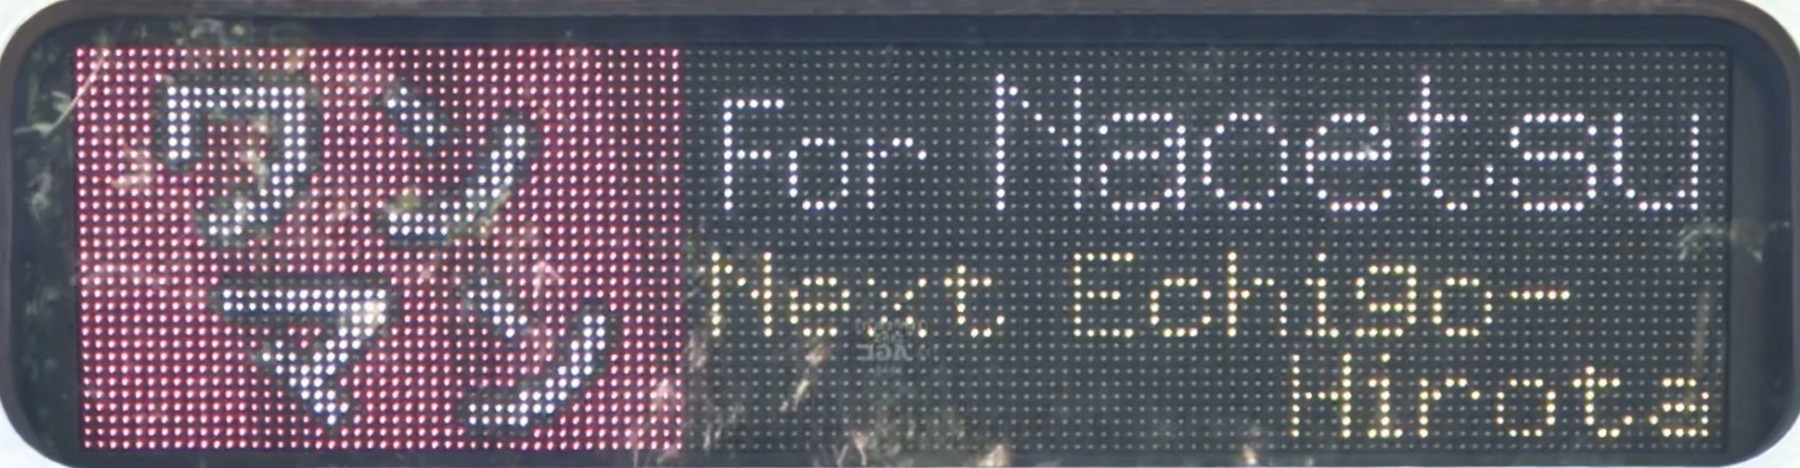 ワン
マン
For Naoetsu
Next Echigo-
Hirota